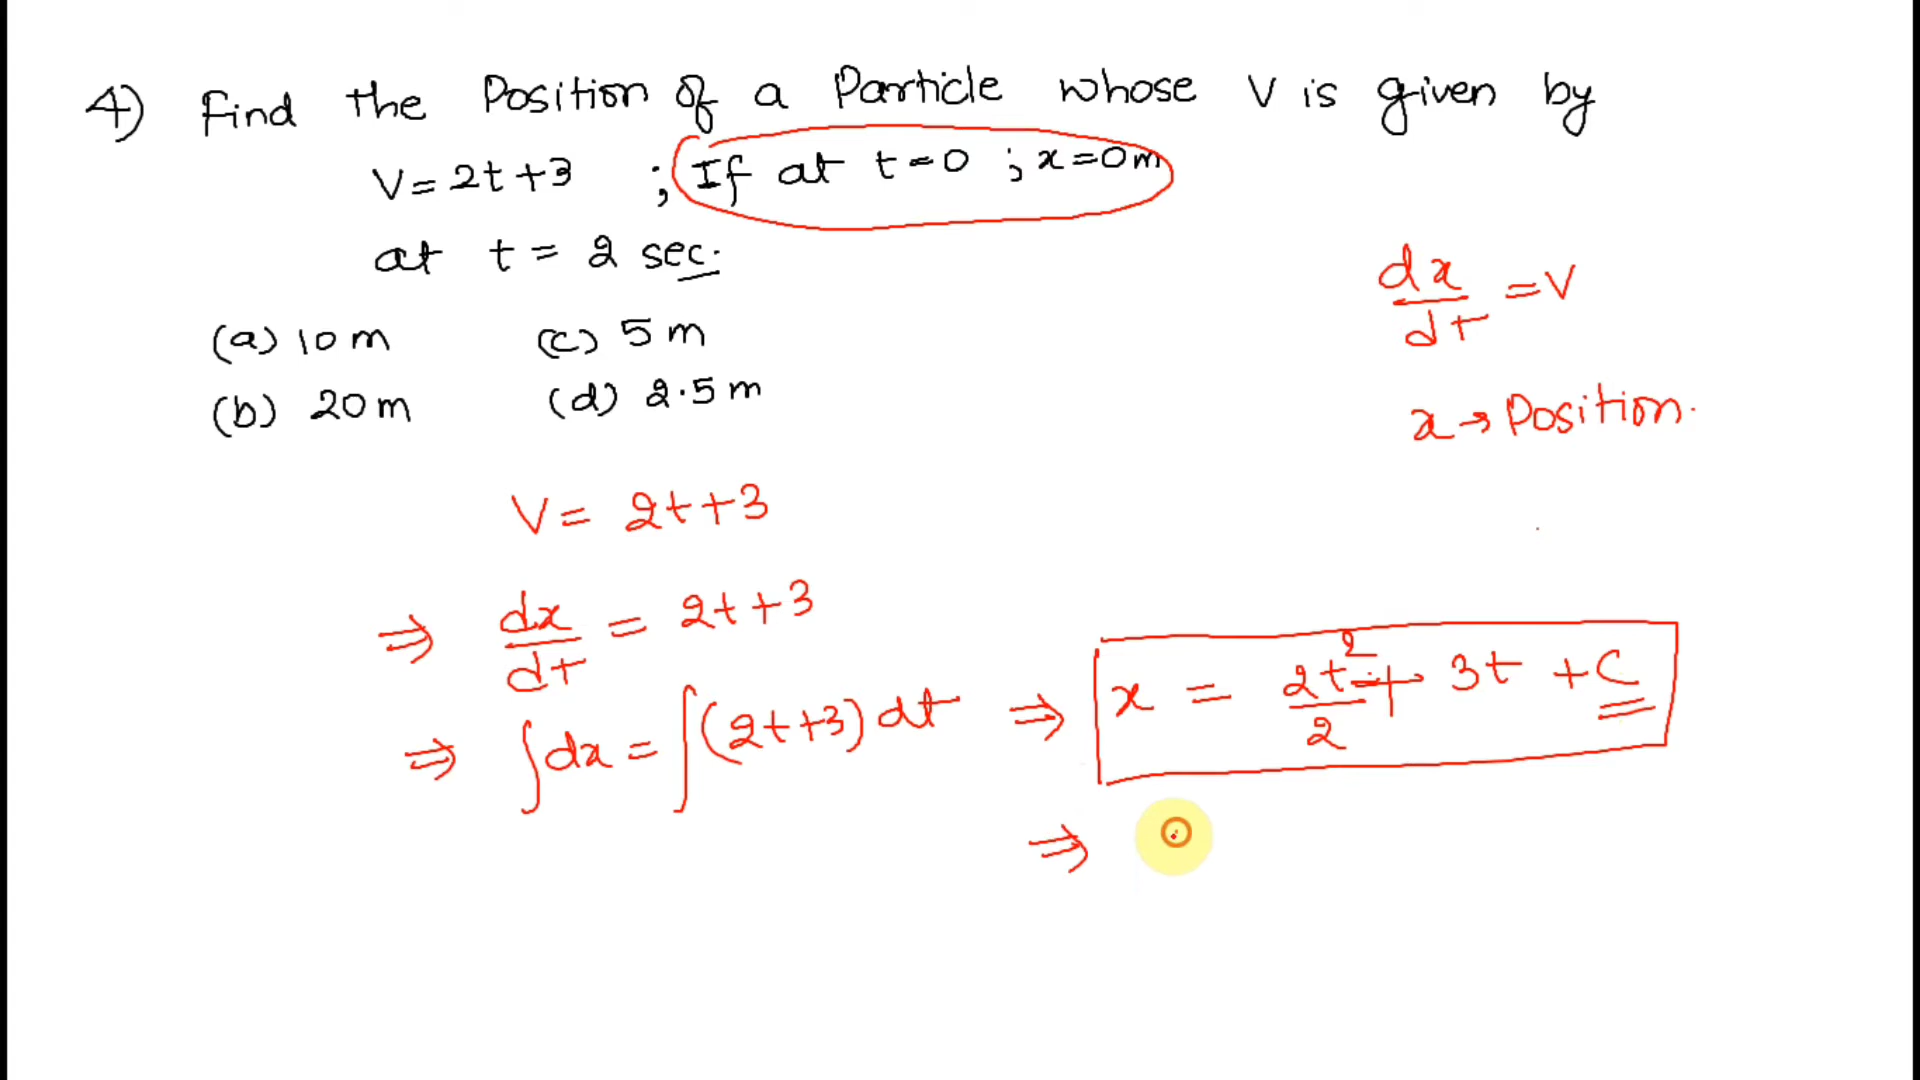 4) Find the Position of a Particle whose V is given by
V=2t+3 ; If at t=0 ; x=0m
at t= 2 sec.
(a) 10 m (c) 5 m
(b) 20 m (d) 2.5 m
dx/dt = V
x → Position.
V= 2t+3
⇒ dx/dt = 2t+3
⇒ ∫dx = ∫(2t+3) dt ⇒ x = 2t²/2 + 3t + C
⇒